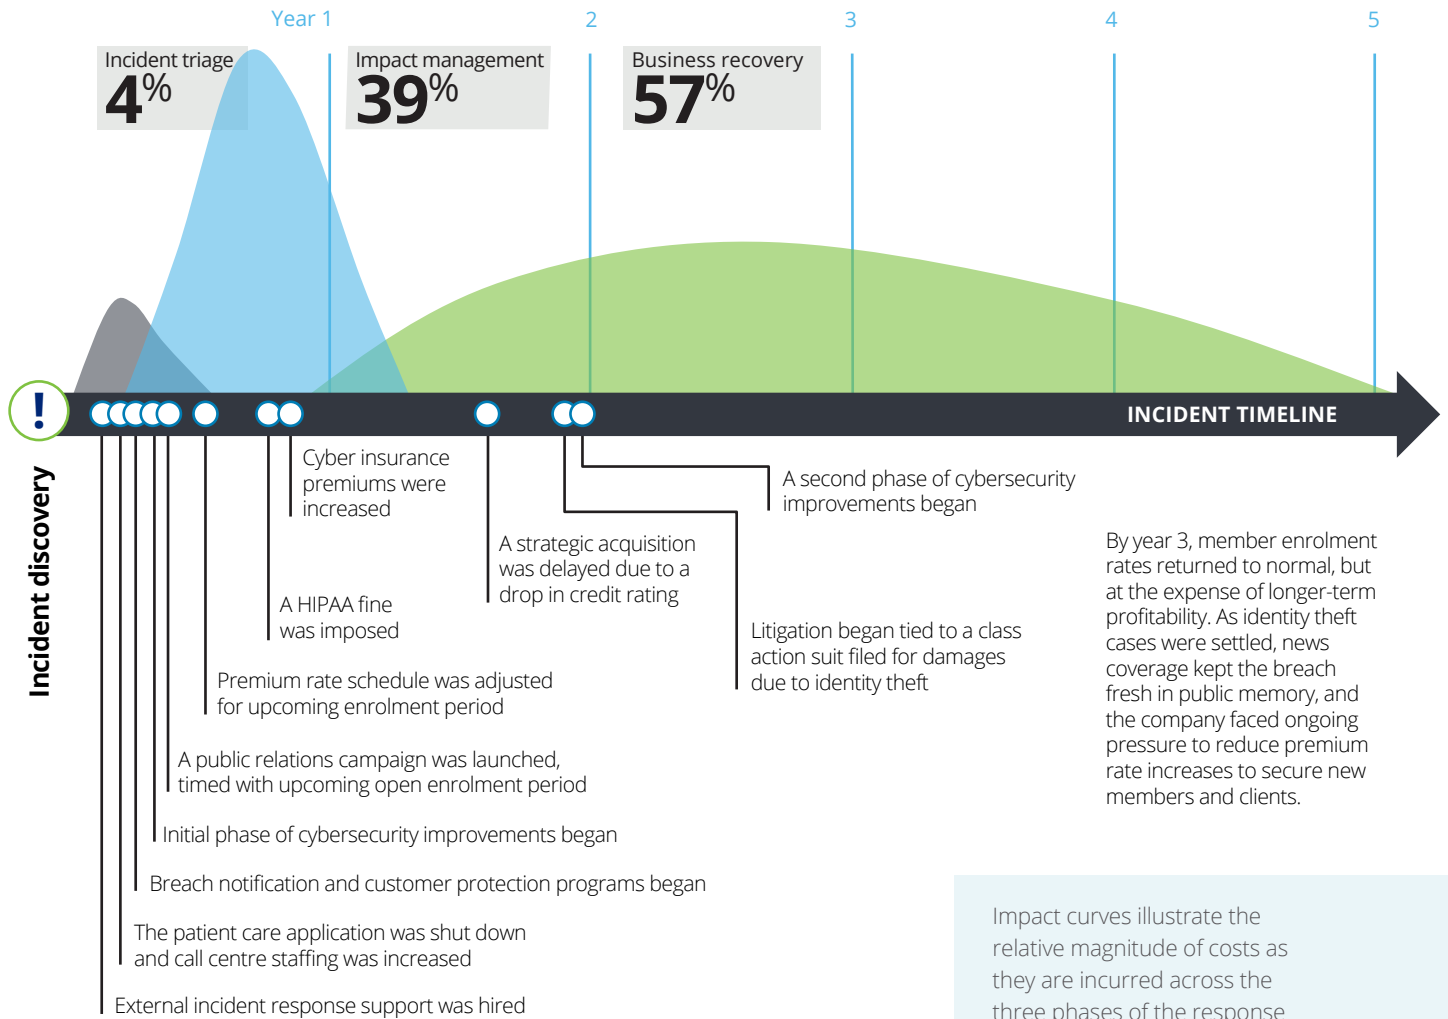 Year 1
2
3
4
5
Incident triage
4%
Impact management
39%
Business recovery
57%
!
INCIDENT TIMELINE
Incident discovery
Cyber insurance
premiums were
increased
A second phase of cybersecurity
improvements began
A strategic acquisition
was delayed due to a
drop in credit rating
A HIPAA fine
was imposed
Litigation began tied to a class
action suit filed for damages
due to identity theft
Premium rate schedule was adjusted
for upcoming enrolment period
A public relations campaign was launched,
timed with upcoming open enrolment period
Initial phase of cybersecurity improvements began
Breach notification and customer protection programs began
The patient care application was shut down
and call centre staffing was increased
External incident response support was hired
By year 3, member enrolment
rates returned to normal, but
at the expense of longer-term
profitability. As identity theft
cases were settled, news
coverage kept the breach
fresh in public memory, and
the company faced ongoing
pressure to reduce premium
rate increases to secure new
members and clients.
Impact curves illustrate the
relative magnitude of costs as
they are incurred across the
three phases of the response